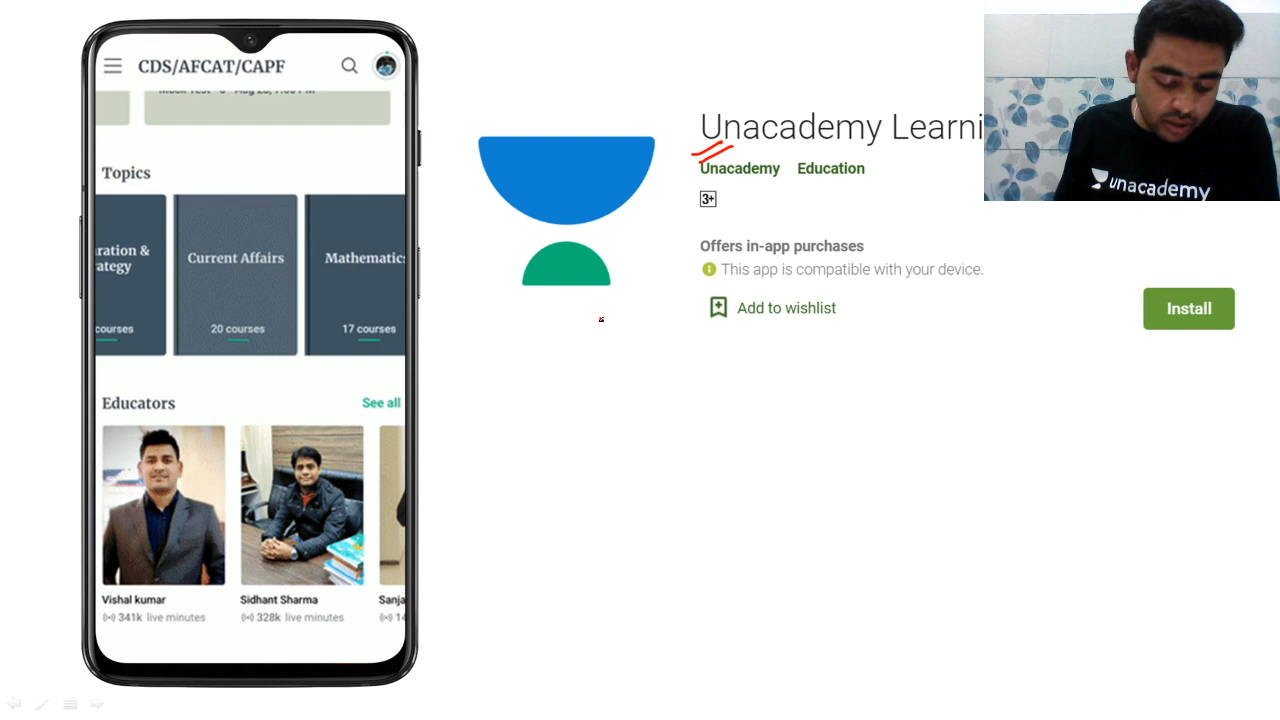 CDS/AFCAT/CAPF
Topics
Current Affairs
20 courses
Mathematics
17 courses
courses
Educators
See all
Vishal kumar
341k live minutes
Sidhant Sharma
328k live minutes
Sanja
Unacademy Learni
Unacademy Education
3+
Offers in-app purchases
This app is compatible with your device.
Add to wishlist
Install
unacademy